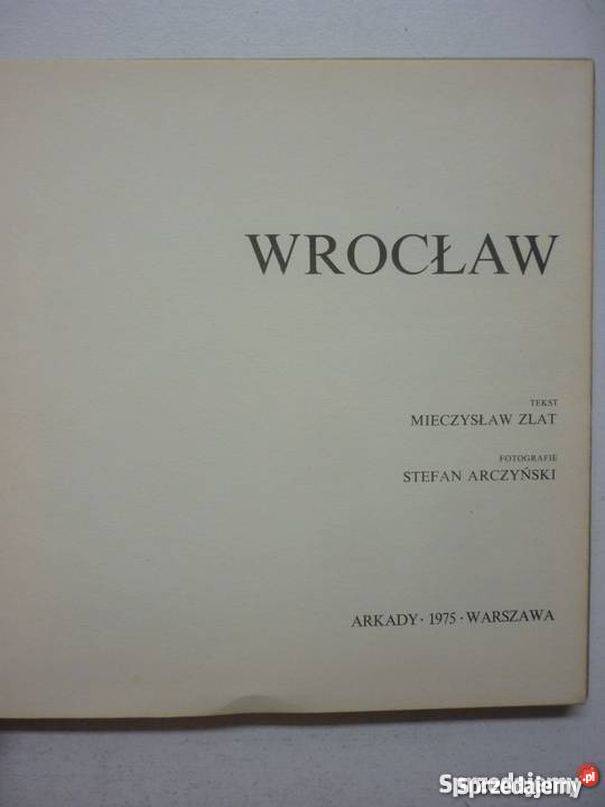 WROCŁAW
TEKST
MIECZYSŁAW ZLAT
FOTOGRAFIE
STEFAN ARCZYŃSKI
ARKADY · 1975 · WARSZAWA
Sprzedajemy.pl